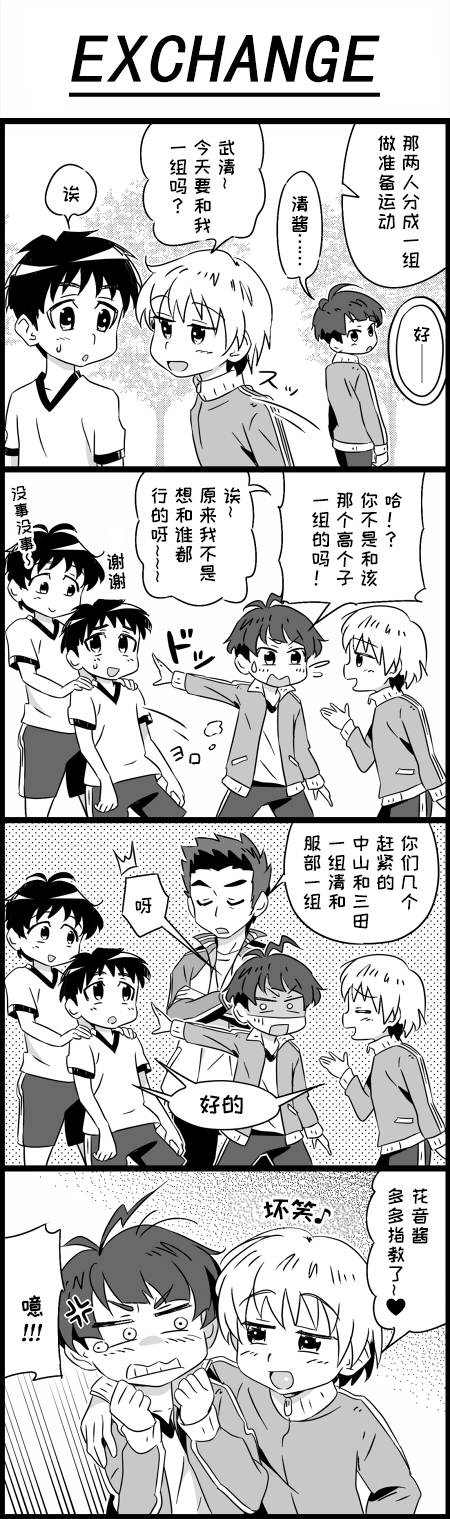 EXCHANGE
那两人分成一组
做准备运动
好——
清酱……
武清~
今天要和我
一组吗？
诶
スッ
哈！？
你不是和该
那个高个子
一组的吗！
诶~
原来我不是
想和谁都
行的呀~~~
谢谢
没事没事~
ドンッ
ヨロ
你们几个
赶紧的
中山和三田
一组清和
服部一组
呀
好的
花音酱
多多指教了~♥
坏笑♪
噫!!!